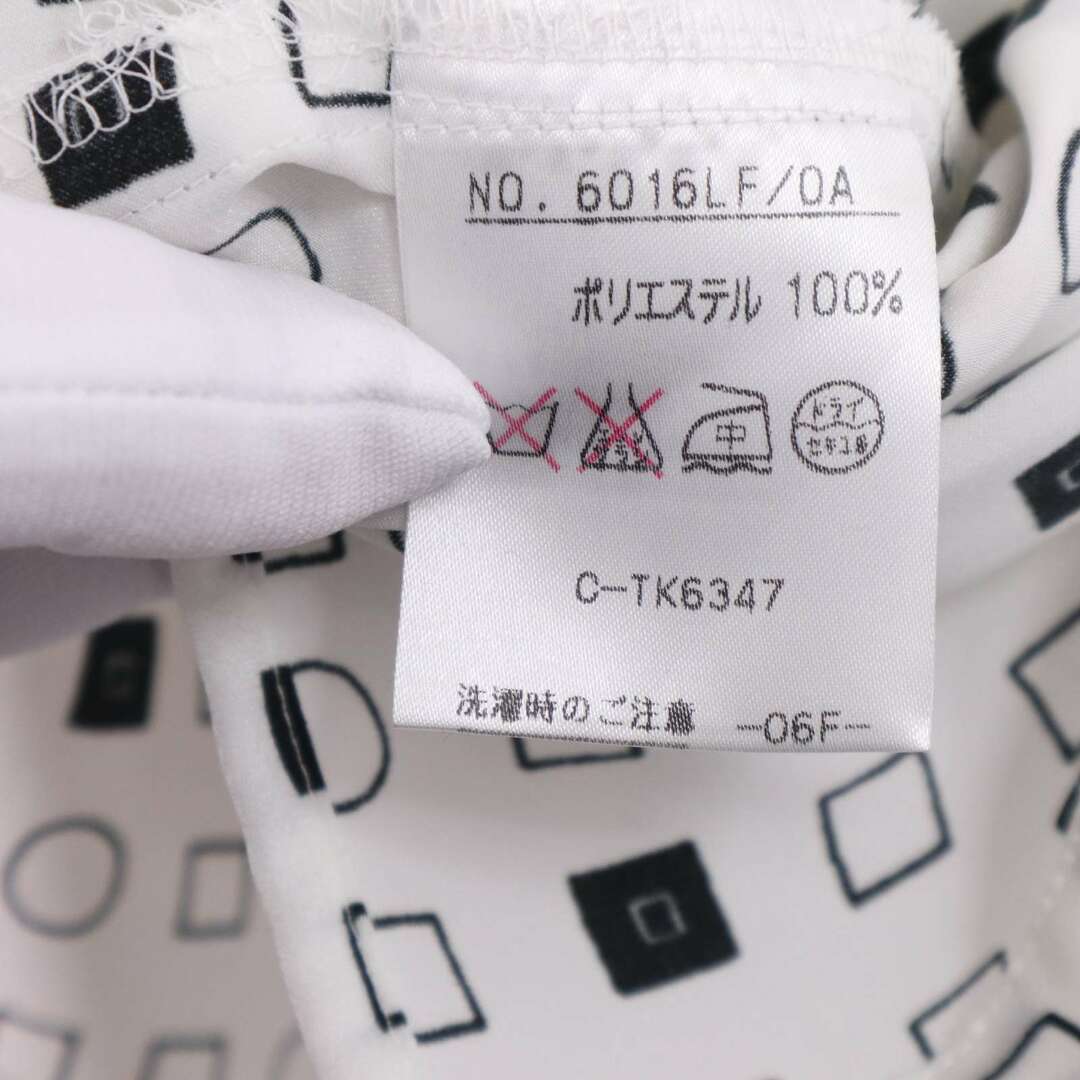 NO. 6016LF/0A
ポリエステル 100%
中
ドライ
セキユ系
C-TK6347
洗濯時のご注意 -06F-